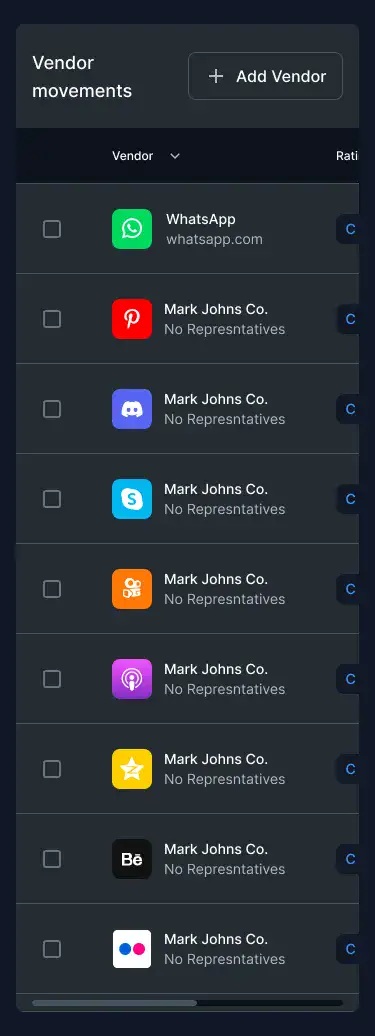 Vendor
movements
Add Vendor
Vendor
Rati
WhatsApp
whatsapp.com
C
Mark Johns Co.
No Represntatives
C
Mark Johns Co.
No Represntatives
C
Mark Johns Co.
No Represntatives
C
Mark Johns Co.
No Represntatives
C
Mark Johns Co.
No Represntatives
C
Mark Johns Co.
No Represntatives
C
Bē
Mark Johns Co.
No Represntatives
C
Mark Johns Co.
No Represntatives
C